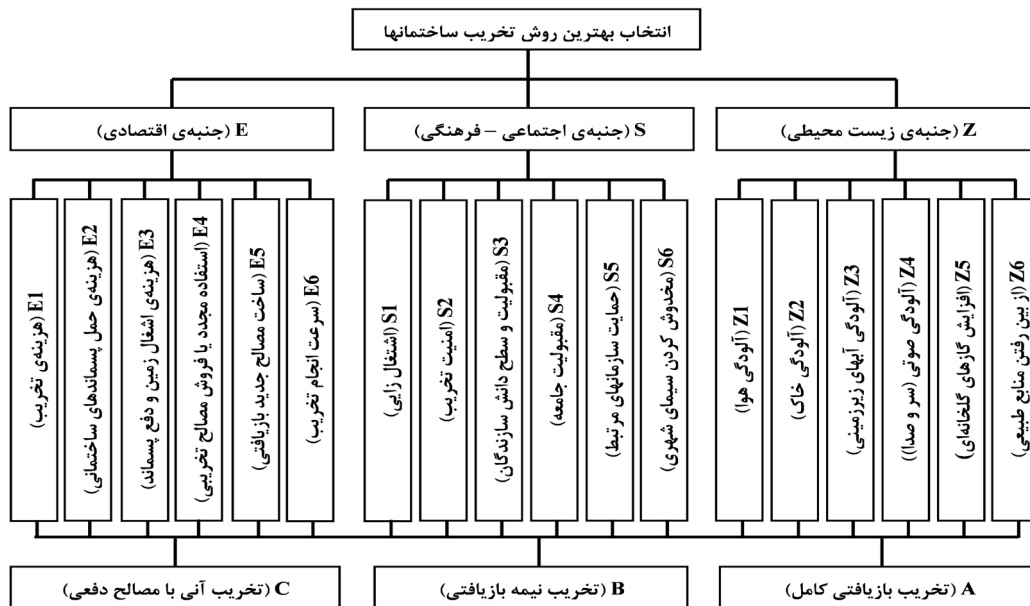 انتخاب بهترین روش تخریب ساختمانها
Z (جنبه‌ی زیست محیطی)
S (جنبه‌ی اجتماعی – فرهنگی)
E (جنبه‌ی اقتصادی)
Z6 (از بین رفتن منابع طبیعی)
Z5 (افزایش گازهای گلخانه‌ای)
Z4 (آلودگی صوتی (سر و صدا))
Z3 (آلودگی آبهای زیرزمینی)
Z2 (آلودگی خاک)
Z1 (آلودگی هوا)
S6 (مخدوش کردن سیمای شهری)
S5 (حمایت سازمانهای مرتبط)
S4 (مقبولیت جامعه)
S3 (مقبولیت و سطح دانش سازندگان)
S2 (امنیت تخریب)
S1 (اشتغال زایی)
E6 (سرعت انجام تخریب)
E5 (ساخت مصالح جدید بازیافتی)
E4 (استفاده مجدد یا فروش مصالح تخریبی)
E3 (هزینه‌ی اشغال زمین و دفع پسماند)
E2 (هزینه‌ی حمل پسماندهای ساختمانی)
E1 (هزینه‌ی تخریب)
A (تخریب بازیافتی کامل)
B (تخریب نیمه بازیافتی)
C (تخریب آنی با مصالح دفعی)